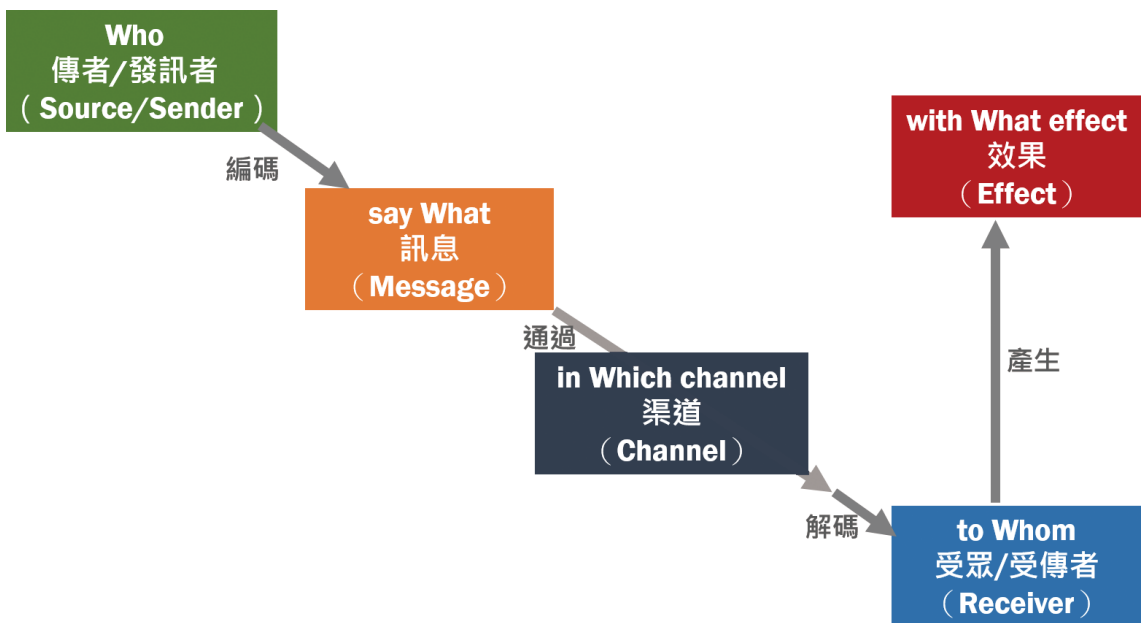 Who
傳者/發訊者
（Source/Sender）
編碼
say What
訊息
（Message）
通過
in Which channel
渠道
（Channel）
解碼
to Whom
受眾/受傳者
（Receiver）
產生
with What effect
效果
（Effect）